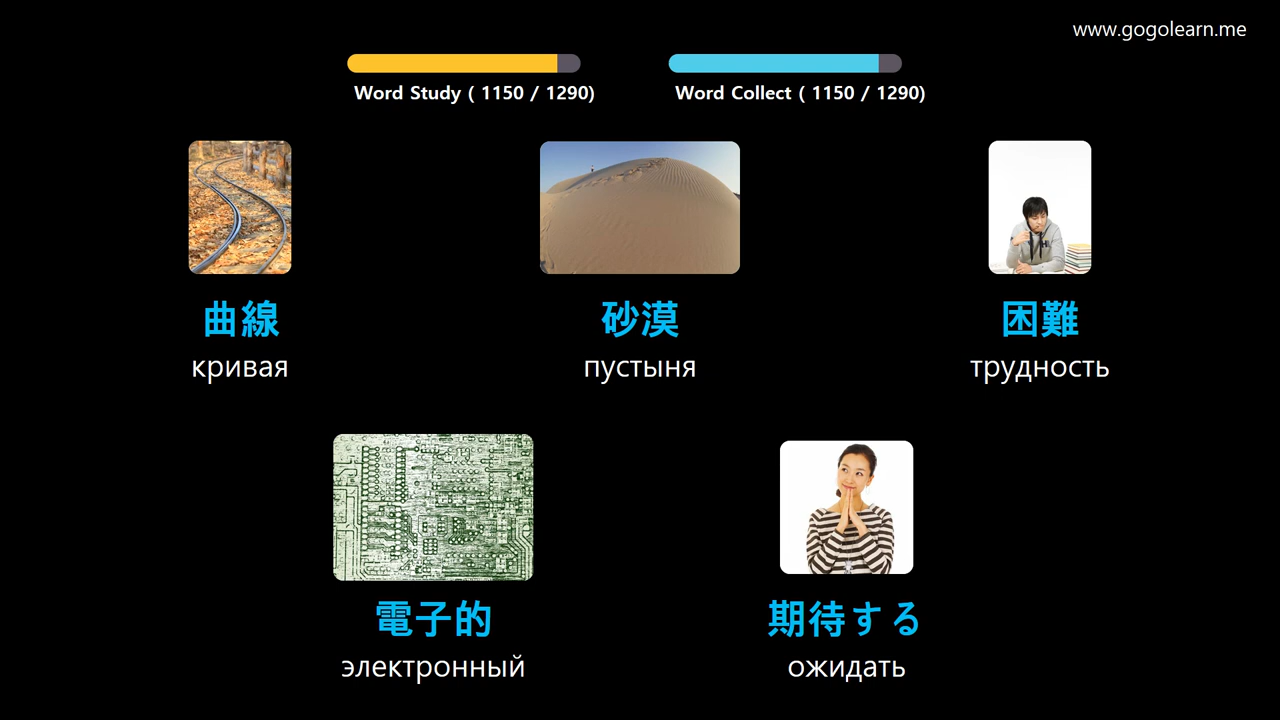 www.gogolearn.me
Word Study ( 1150 / 1290)
Word Collect ( 1150 / 1290)
曲線
кривая
砂漠
пустыня
困難
трудность
電子的
электронный
期待する
ожидать